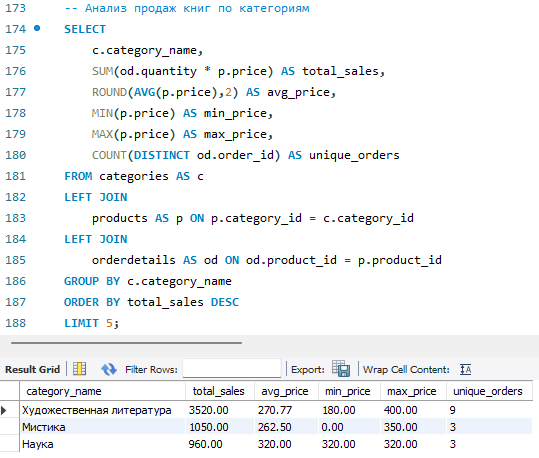 173 -- Анализ продаж книг по категориям
174 SELECT
175 c.category_name,
176 SUM(od.quantity * p.price) AS total_sales,
177 ROUND(AVG(p.price),2) AS avg_price,
178 MIN(p.price) AS min_price,
179 MAX(p.price) AS max_price,
180 COUNT(DISTINCT od.order_id) AS unique_orders
181 FROM categories AS c
182 LEFT JOIN
183 products AS p ON p.category_id = c.category_id
184 LEFT JOIN
185 orderdetails AS od ON od.product_id = p.product_id
186 GROUP BY c.category_name
187 ORDER BY total_sales DESC
188 LIMIT 5;
Result Grid Filter Rows: Export: Wrap Cell Content:
category_name total_sales avg_price min_price max_price unique_orders
Художественная литература 3520.00 270.77 180.00 400.00 9
Мистика 1050.00 262.50 0.00 350.00 3
Наука 960.00 320.00 320.00 320.00 3